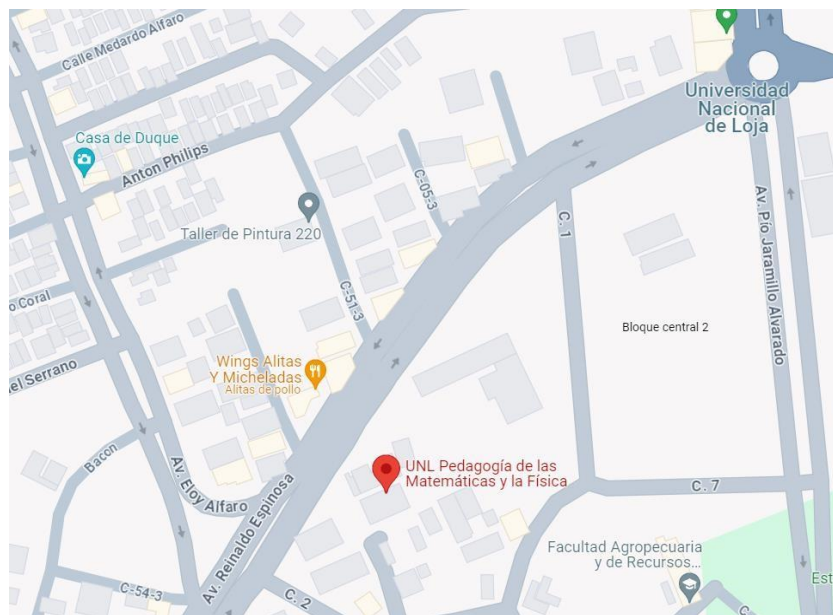 Calle Medardo Alfaro
Casa de Duque
Anton Philips
Universidad
Nacional
de Loja
Taller de Pintura 220
C-05-3
C. 1
Av. Pío Jaramillo Alvarado
o Coral
C-51-3
Bloque central 2
el Serrano
Wings Alitas
Y Micheladas
Alitas de pollo
Bacon
Av. Eloy Alfaro
Av. Reinaldo Espinosa
UNL Pedagogía de las
Matemáticas y la Física
C. 7
Facultad Agropecuaria
y de Recursos...
C-54-3
C. 2
Est
C.